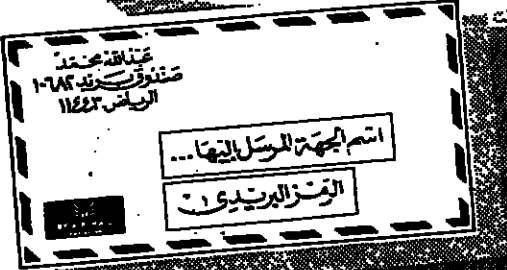 عبدالله محمد
صندوق بريد ١٠٦٨٢
الرياض ١١٤٤٣
اسم الجهة المرسل إليها...
الرمز البريدي